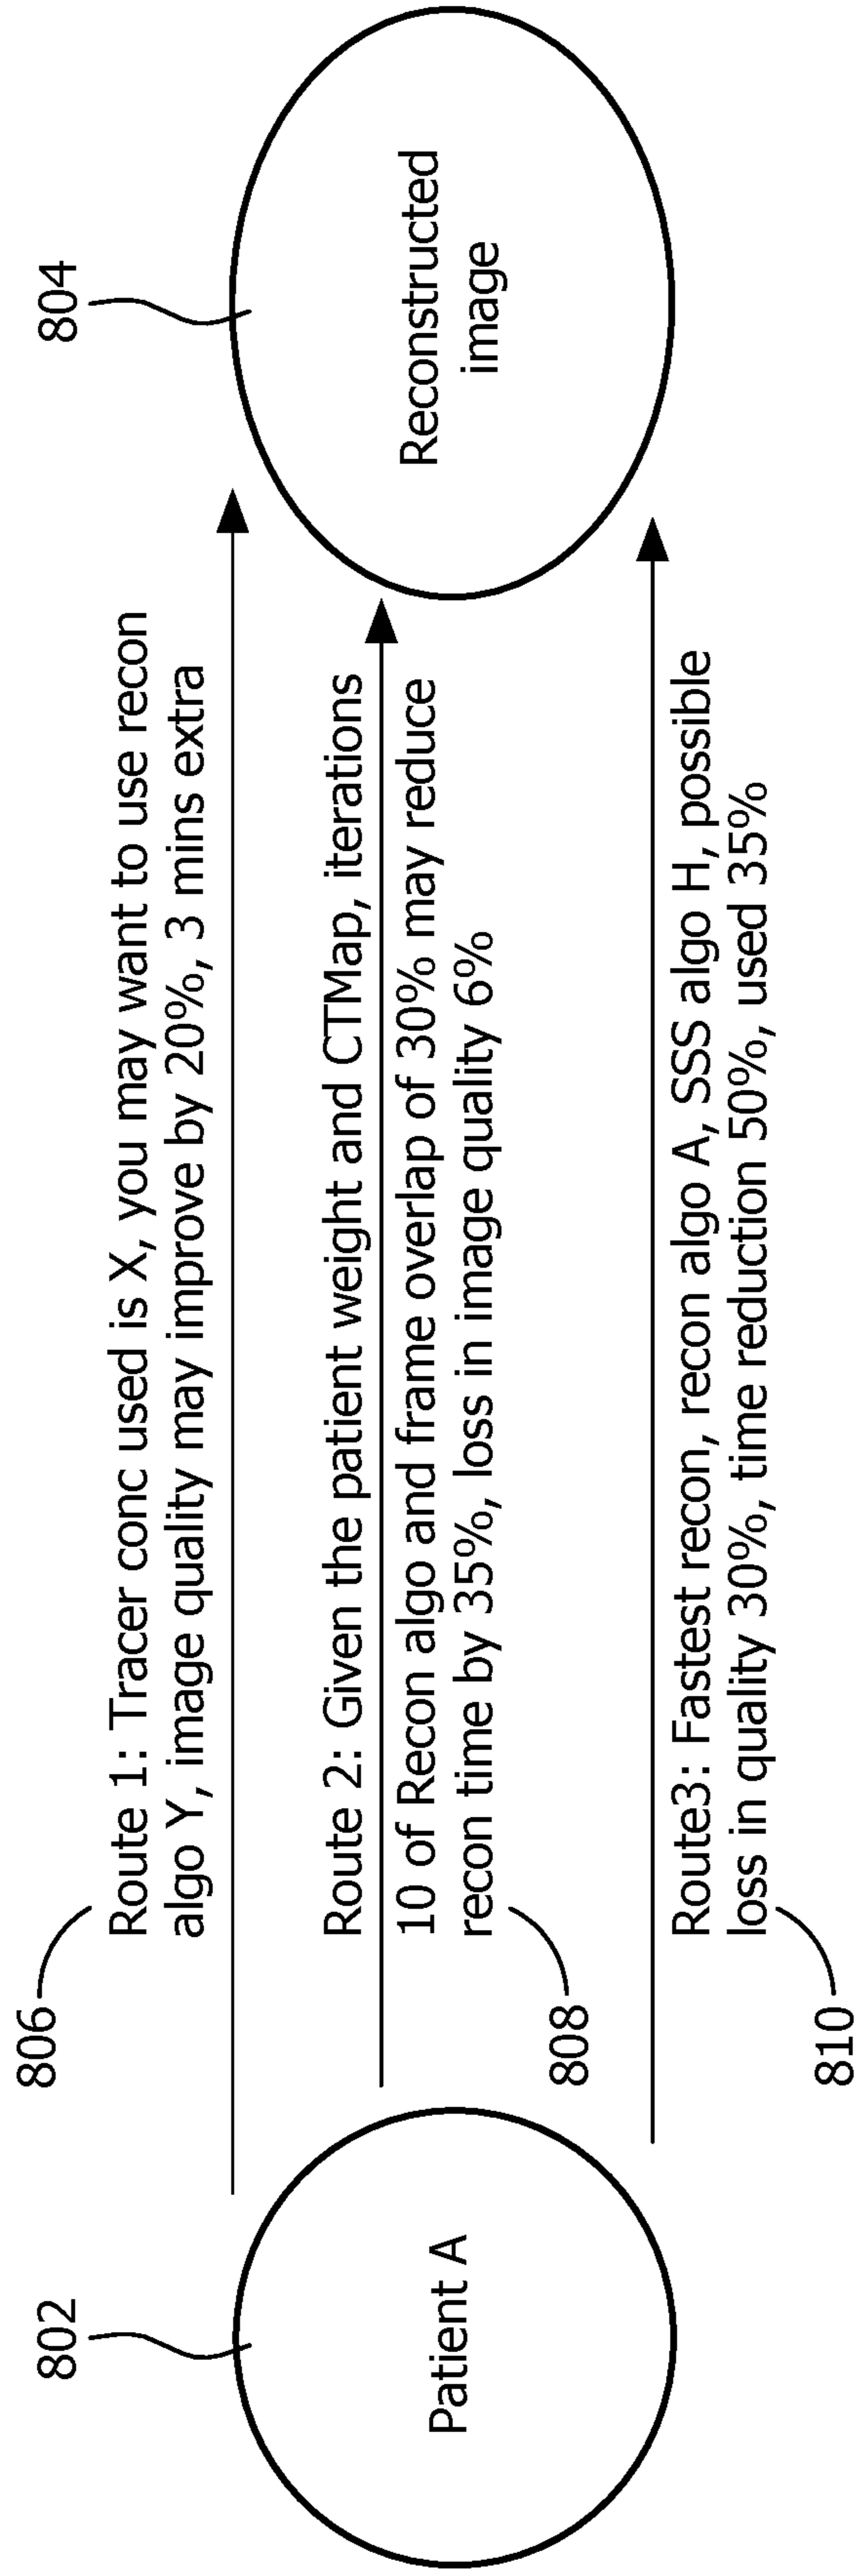 802
Patient A
806
Route 1: Tracer conc used is X, you may want to use recon
algo Y, image quality may improve by 20%, 3 mins extra
Route 2: Given the patient weight and CTMap, iterations
10 of Recon algo and frame overlap of 30% may reduce
recon time by 35%, loss in image quality 6%
808
Route3: Fastest recon, recon algo A, SSS algo H, possible
loss in quality 30%, time reduction 50%, used 35%
810
804
Reconstructed
image